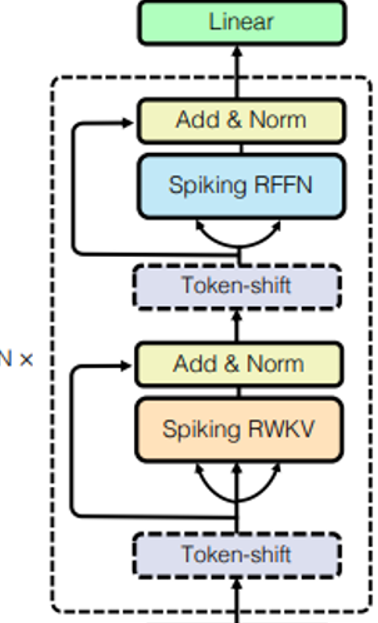 Linear
Add & Norm
Spiking RFFN
Token-shift
N ×
Add & Norm
Spiking RWKV
Token-shift